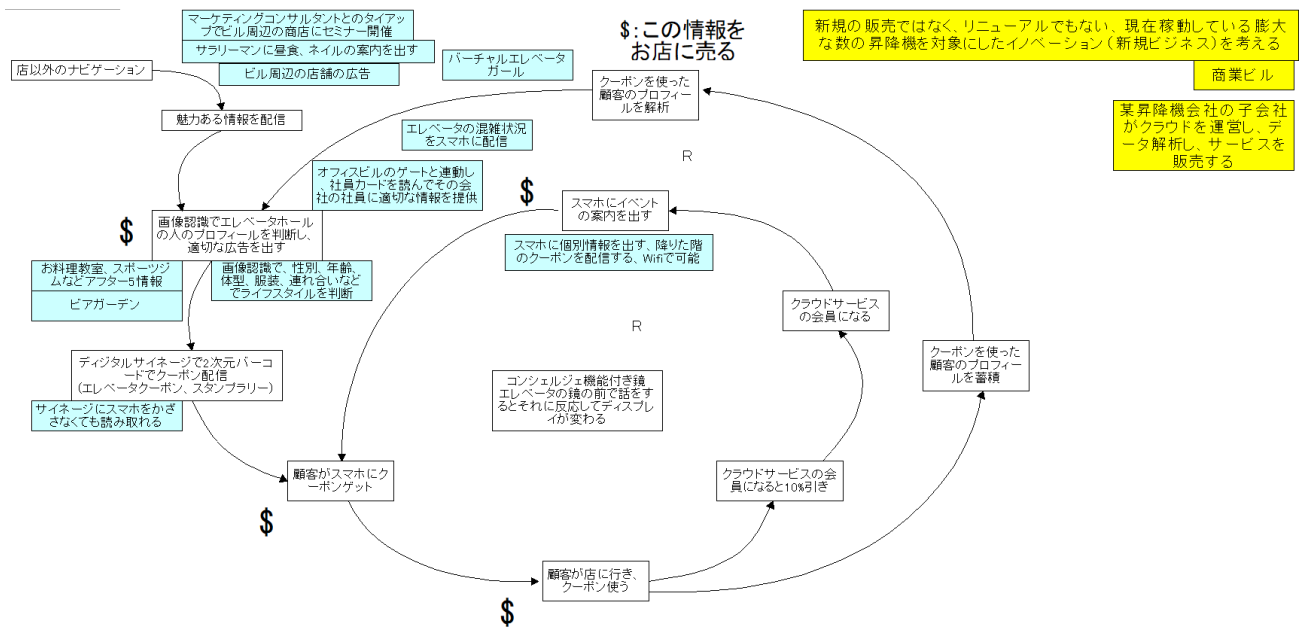 マーケティングコンサルタントとのタイアッ
プでビル周辺の商店にセミナー開催
サラリーマンに昼食、ネイルの案内を出す
ビル周辺の店舗の広告
店以外のナビゲーション
魅力ある情報を配信
バーチャルエレベータ
ガール
$:この情報を
お店に売る
新規の販売ではなく、リニューアルでもない、現在稼動している膨大
な数の昇降機を対象にしたイノベーション(新規ビジネス)を考える
商業ビル
某昇降機会社の子会社
がクラウドを運営し、デ
ータ解析し、サービスを
販売する
クーポンを使った
顧客のプロフィー
ルを解析
エレベータの混雑状況
をスマホに配信
R
オフィスビルのゲートと連動し
、社員カードを読んでその会
社の社員に適切な情報を提供
$
スマホにイベント
の案内を出す
$
画像認識でエレベータホール
の人のプロフィールを判断し、
適切な広告を出す
スマホに個別情報を出す、降りた階
のクーポンを配信する、Wifiで可能
お料理教室、スポーツジ
ムなどアフター5情報
ビアガーデン
画像認識で、性別、年齢、
体型、服装、連れ合いなど
でライフスタイルを判断
クラウドサービス
の会員になる
R
ディジタルサイネージで2次元バーコ
ードでクーポン配信
(エレベータクーポン、スタンプラリー)
サイネージにスマホをかざ
さなくても読み取れる
コンシェルジェ機能付き鏡
エレベータの鏡の前で話をす
るとそれに反応してディスプレ
イが変わる
クーポンを使った
顧客のプロフィー
ルを蓄積
顧客がスマホにク
ーポンゲット
クラウドサービスの会
員になると10%引き
$
顧客が店に行き、
クーポン使う
$